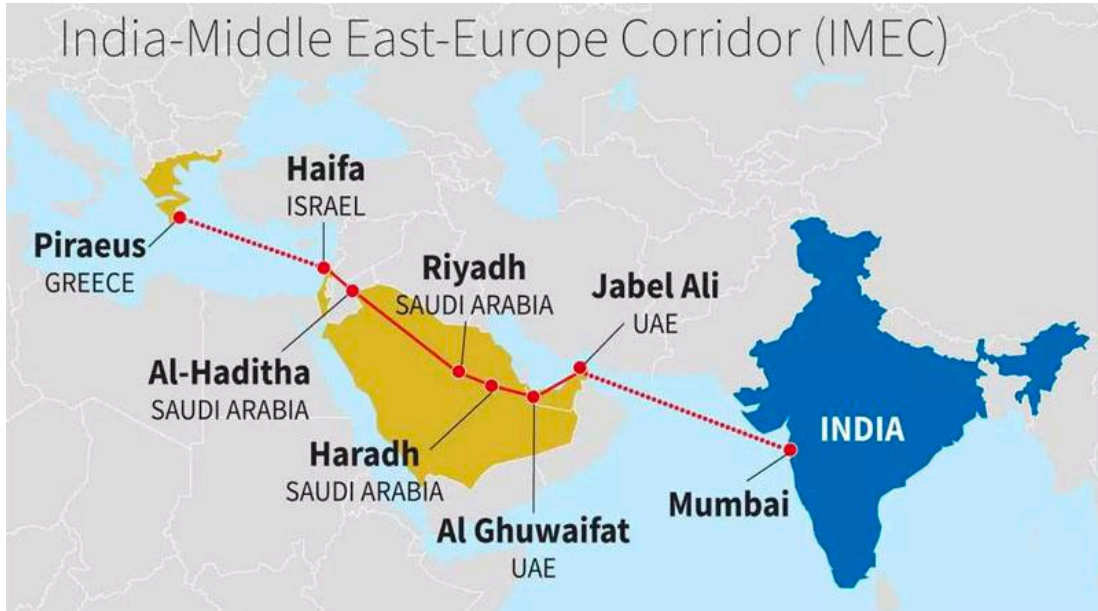 India-Middle East-Europe Corridor (IMEC)
Haifa
ISRAEL
Piraeus
GREECE
Riyadh
SAUDI ARABIA
Jabel Ali
UAE
Al-Haditha
SAUDI ARABIA
INDIA
Haradh
SAUDI ARABIA
Mumbai
Al Ghuwaifat
UAE